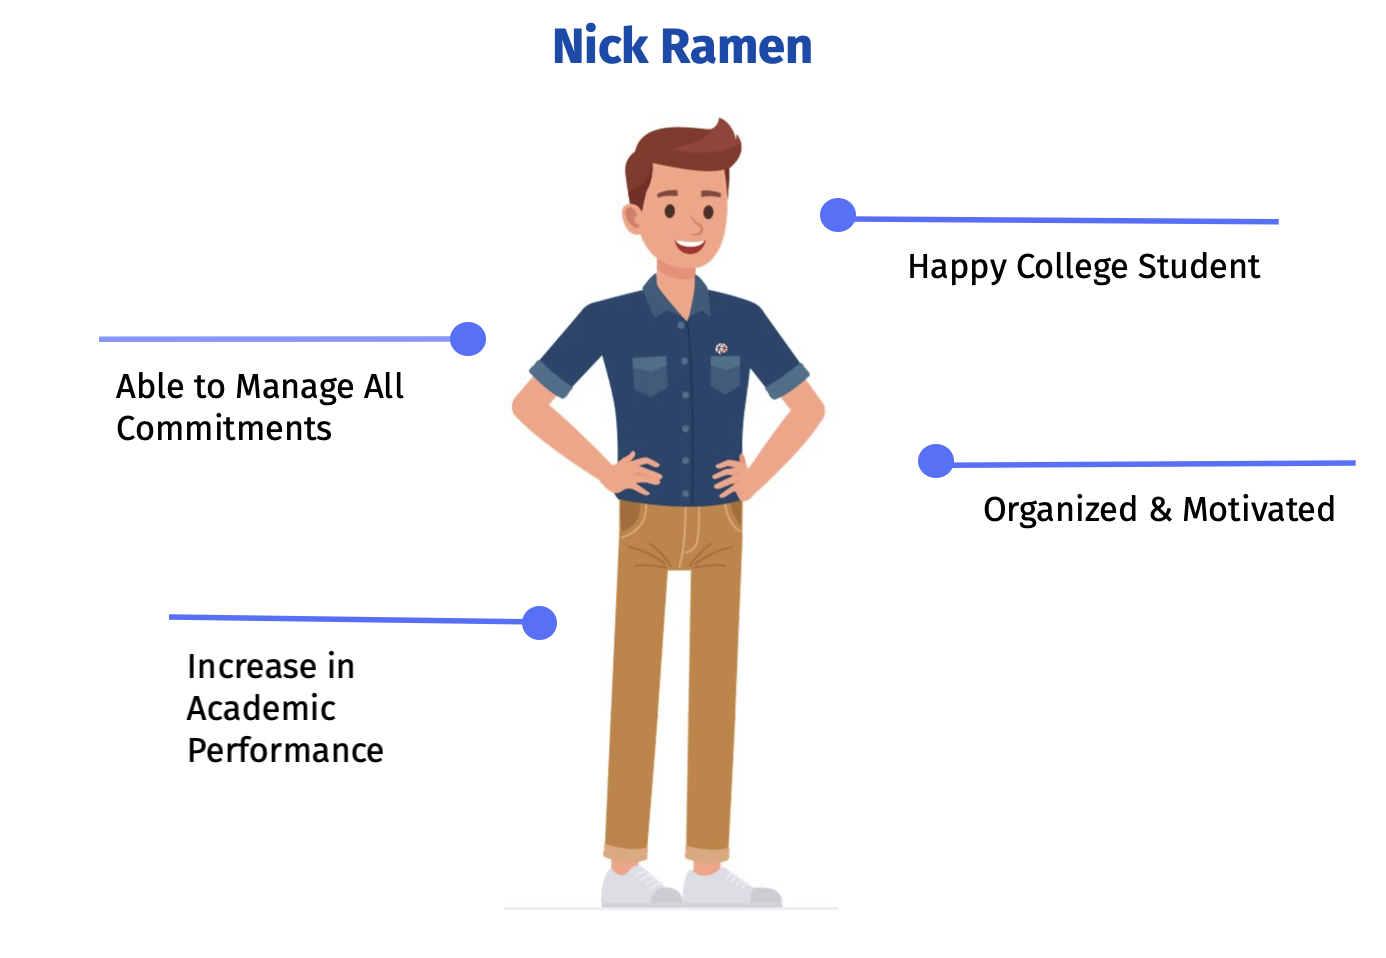 Nick Ramen
Happy College Student
Able to Manage All
Commitments
Organized & Motivated
Increase in
Academic
Performance